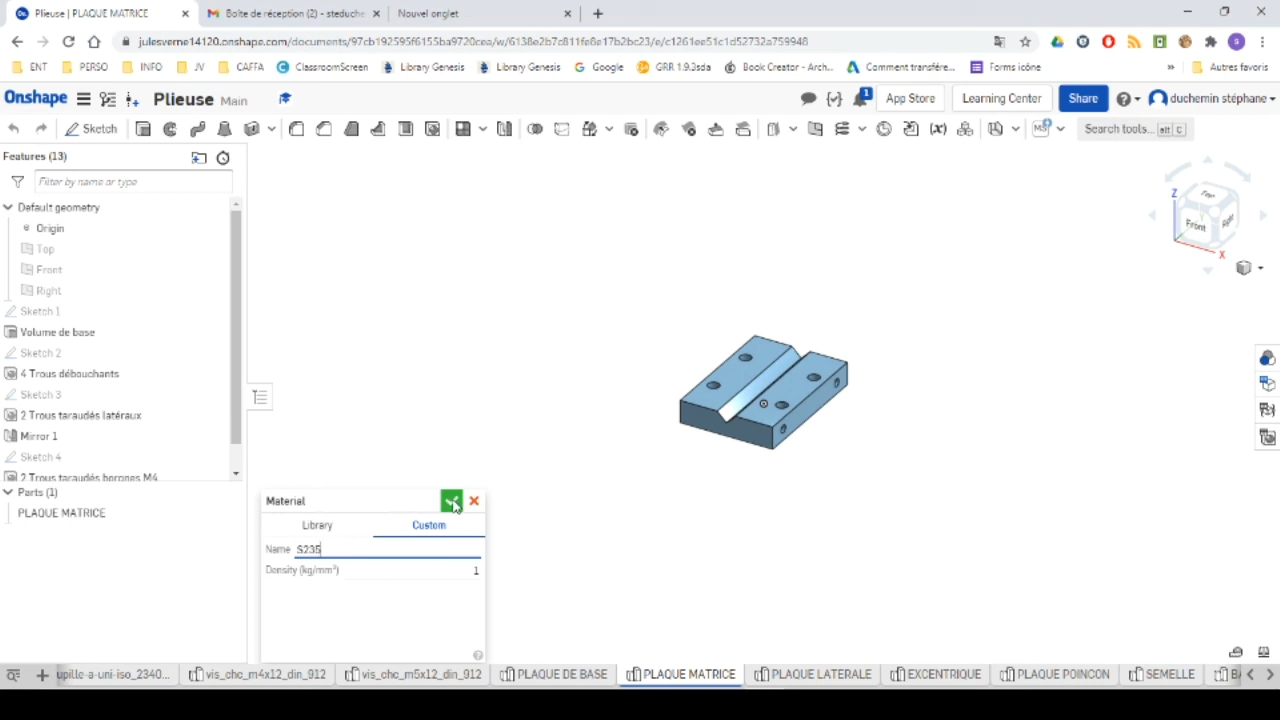 Plieuse | PLAQUE MATRICE
Boîte de réception (2) - steduche
Nouvel onglet
julesverne14120.onshape.com/documents/97cb192595f6155ba9720cea/w/6138e2b7c811fe8e17b2bc23/e/c1261ee51c1d52732a759948
ENT PERSO INFO JV CAFFA ClassroomScreen Library Genesis Library Genesis Google GRR 1.9.3sda Book Creator - Arch... Comment transfére... Forms icône » Autres favoris
Onshape Plieuse Main 1 App Store Learning Center Share duchemin stéphane
Sketch Search tools... alt C
Features (13)
Filter by name or type
Default geometry
Origin
Top
Front
Right
Sketch 1
Volume de base
Sketch 2
4 Trous débouchants
Sketch 3
2 Trous taraudés latéraux
Mirror 1
Sketch 4
2 Trous taraudés borgnes M4
Parts (1)
PLAQUE MATRICE
Z
Top
Front
Right
X
Material
Library Custom
Name S235
Density (kg/mm³) 1
upille-a-uni-iso_2340... vis_chc_m4x12_din_912 vis_chc_m5x12_din_912 PLAQUE DE BASE PLAQUE MATRICE PLAQUE LATERALE EXCENTRIQUE PLAQUE POINCON SEMELLE